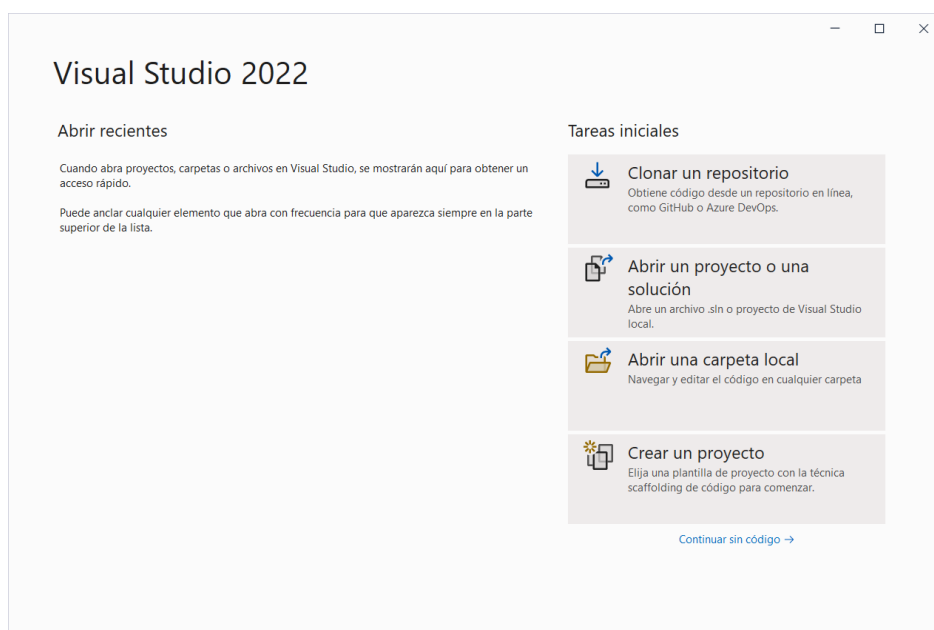 Visual Studio 2022
Abrir recientes
Cuando abra proyectos, carpetas o archivos en Visual Studio, se mostrarán aquí para obtener un
acceso rápido.
Puede anclar cualquier elemento que abra con frecuencia para que aparezca siempre en la parte
superior de la lista.
Tareas iniciales
Clonar un repositorio
Obtiene código desde un repositorio en línea,
como GitHub o Azure DevOps.
Abrir un proyecto o una
solución
Abre un archivo .sln o proyecto de Visual Studio
local.
Abrir una carpeta local
Navegar y editar el código en cualquier carpeta
Crear un proyecto
Elija una plantilla de proyecto con la técnica
scaffolding de código para comenzar.
Continuar sin código →